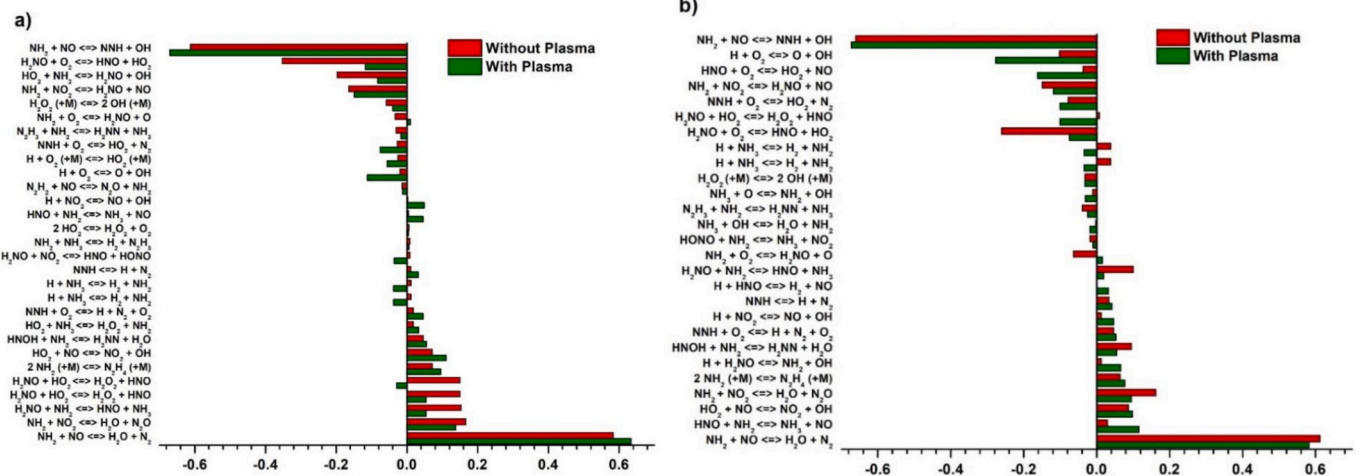 a)
Without Plasma
With Plasma
NH₂ + NO <=> NNH + OH
H₂NO + O₂ <=> HNO + HO₂
HO₂ + NH₂ <=> H₂NO + OH
NH₂ + NO₂ <=> H₂NO + NO
H₂O₂ (+M) <=> 2 OH (+M)
NH₂ + O₂ <=> H₂NO + O
N₂H₃ + NH₂ <=> H₂NN + NH₃
NNH + O₂ <=> HO₂ + N₂
H + O₂ (+M) <=> HO₂ (+M)
H + O₂ <=> O + OH
N₂H₂ + NO <=> N₂O + NH₂
H + NO₂ <=> NO + OH
HNO + NH₂ <=> NH₃ + NO
2 HO₂ <=> H₂O₂ + O₂
NH₂ + NH₃ <=> H₂ + N₂H₃
H₂NO + NO₂ <=> HNO + HONO
NNH <=> H + N₂
H + NH₃ <=> H₂ + NH₂
H + NH₃ <=> H₂ + NH₂
NNH + O₂ <=> H + N₂ + O₂
HO₂ + NH₃ <=> H₂O₂ + NH₂
HNOH + NH₂ <=> H₂NN + H₂O
HO₂ + NO <=> NO₂ + OH
2 NH₂ (+M) <=> N₂H₄ (+M)
H₂NO + HO₂ <=> H₂O₂ + HNO
H₂NO + HO₂ <=> H₂O₂ + HNO
H₂NO + NH₂ <=> HNO + NH₃
NH₂ + NO₂ <=> H₂O + N₂O
NH₂ + NO <=> H₂O + N₂
-0.6 -0.4 -0.2 0.0 0.2 0.4 0.6
b)
Without Plasma
With Plasma
NH₂ + NO <=> NNH + OH
H + O₂ <=> O + OH
HNO + O₂ <=> HO₂ + NO
NH₂ + NO₂ <=> H₂NO + NO
NNH + O₂ <=> HO₂ + N₂
H₂NO + HO₂ <=> H₂O₂ + HNO
H₂NO + O₂ <=> HNO + HO₂
H + NH₃ <=> H₂ + NH₂
H + NH₃ <=> H₂ + NH₂
H₂O₂ (+M) <=> 2 OH (+M)
NH₃ + O <=> NH₂ + OH
N₂H₃ + NH₂ <=> H₂NN + NH₃
NH₃ + OH <=> H₂O + NH₂
HONO + NH₂ <=> NH₃ + NO₂
NH₂ + O₂ <=> H₂NO + O
H₂NO + NH₂ <=> HNO + NH₃
H + HNO <=> H₂ + NO
NNH <=> H + N₂
H + NO₂ <=> NO + OH
NNH + O₂ <=> H + N₂ + O₂
HNOH + NH₂ <=> H₂NN + H₂O
H + H₂NO <=> NH₂ + OH
2 NH₂ (+M) <=> N₂H₄ (+M)
NH₂ + NO₂ <=> H₂O + N₂O
HO₂ + NO <=> NO₂ + OH
HNO + NH₂ <=> NH₃ + NO
NH₂ + NO <=> H₂O + N₂
-0.6 -0.4 -0.2 0.0 0.2 0.4 0.6